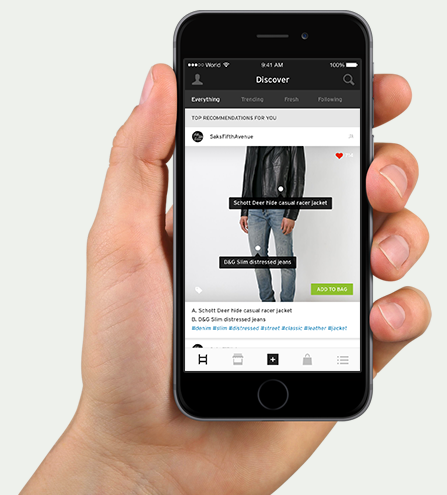 World 9:41 AM 100%
Discover
Everything Trending Fresh Following
TOP RECOMMENDATIONS FOR YOU
SaksFifthAvenue
Schott Deer hide casual racer jacket
D&G Slim distressed jeans
ADD TO BAG
A. Schott Deer hide casual racer jacket
B. D&G Slim distressed jeans
#denim #slim #distressed #street #classic #leather #jacket